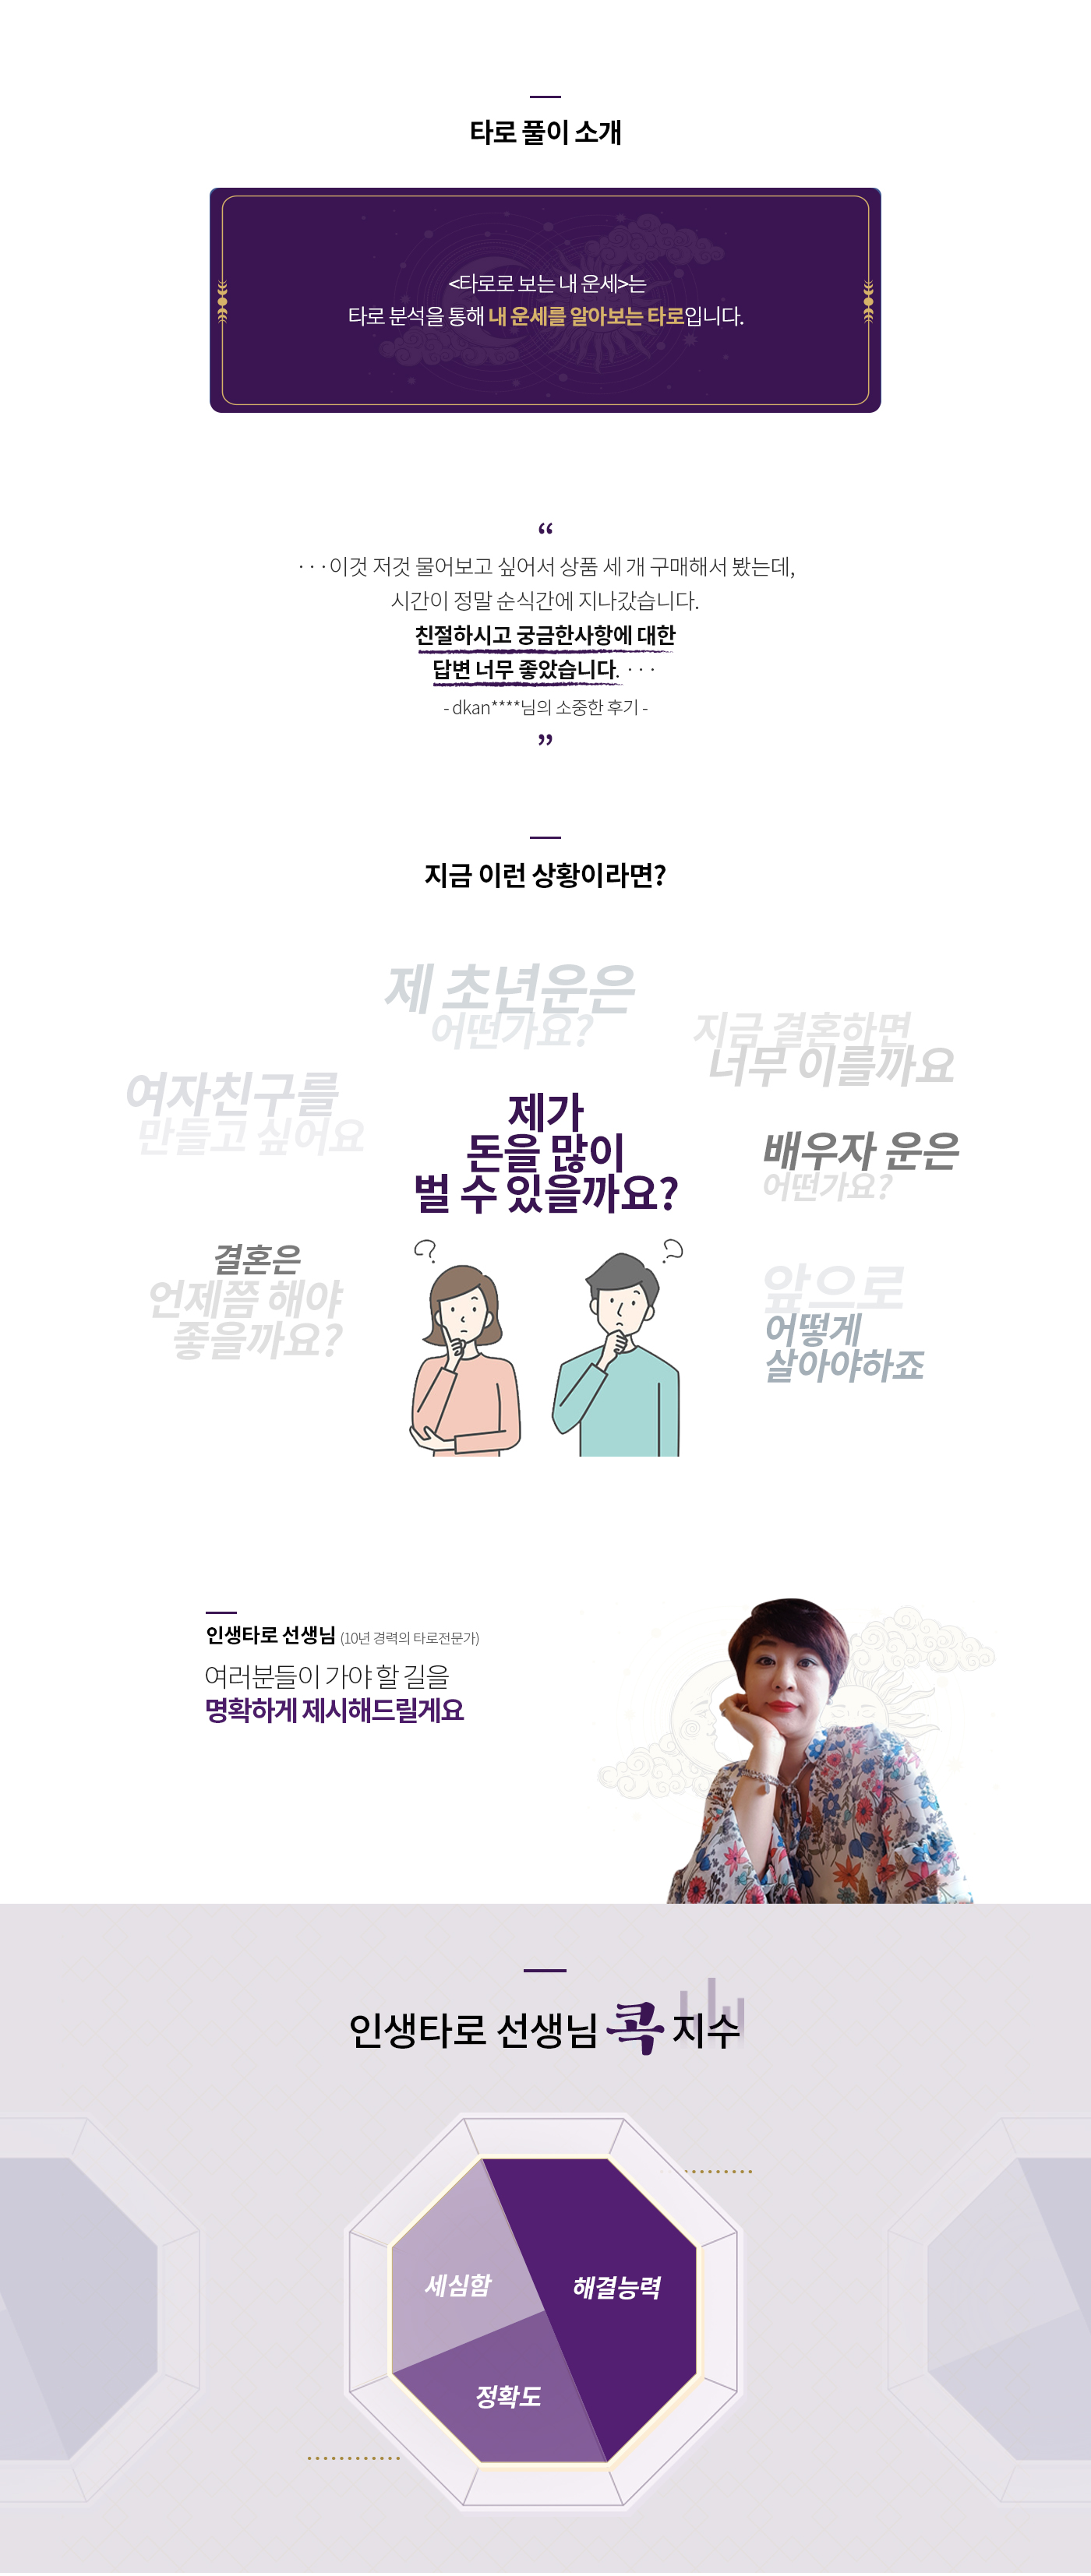 타로 풀이 소개
<타로로 보는 내 운세>는
타로 분석을 통해 내 운세를 알아보는 타로입니다.
“
· · · 이것 저것 물어보고 싶어서 상품 세 개 구매해서 봤는데,
시간이 정말 순식간에 지나갔습니다.
친절하시고 궁금한사항에 대한
답변 너무 좋았습니다. · · ·
- dkan****님의 소중한 후기 -
”
지금 이런 상황이라면?
제 초년운은
어떤가요?
지금 결혼하면
너무 이를까요
여자친구를
만들고 싶어요
제가
돈을 많이
벌 수 있을까요?
배우자 운은
어떤가요?
결혼은
언제쯤 해야
좋을까요?
앞으로
어떻게
살아야하죠
인생타로 선생님 (10년 경력의 타로전문가)
여러분들이 가야 할 길을
명확하게 제시해드릴게요
인생타로 선생님 콕 지수
세심함
해결능력
정확도